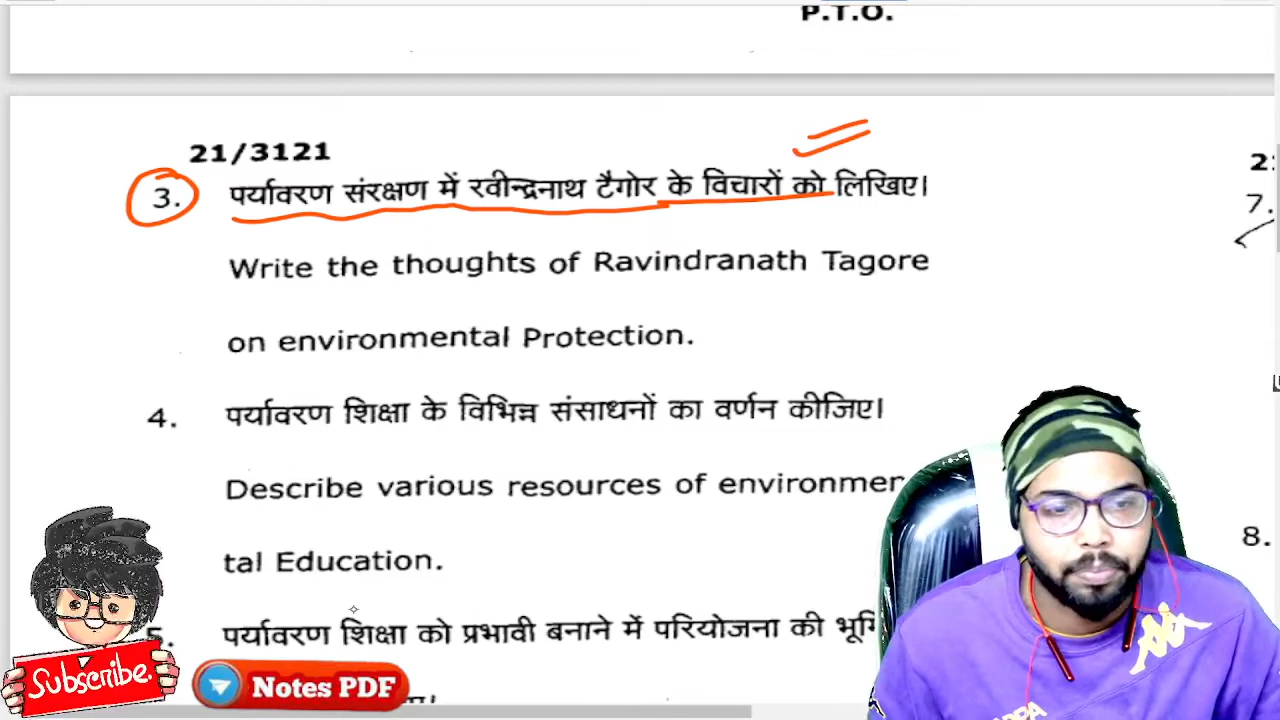 P.T.O.
21/3121
3. पर्यावरण संरक्षण में रवीन्द्रनाथ टैगोर के विचारों को लिखिए।
Write the thoughts of Ravindranath Tagore
on environmental Protection.
4. पर्यावरण शिक्षा के विभिन्न संसाधनों का वर्णन कीजिए।
Describe various resources of environmen
tal Education.
5. पर्यावरण शिक्षा को प्रभावी बनाने में परियोजना की
7.
8.
Subscribe.
Notes PDF